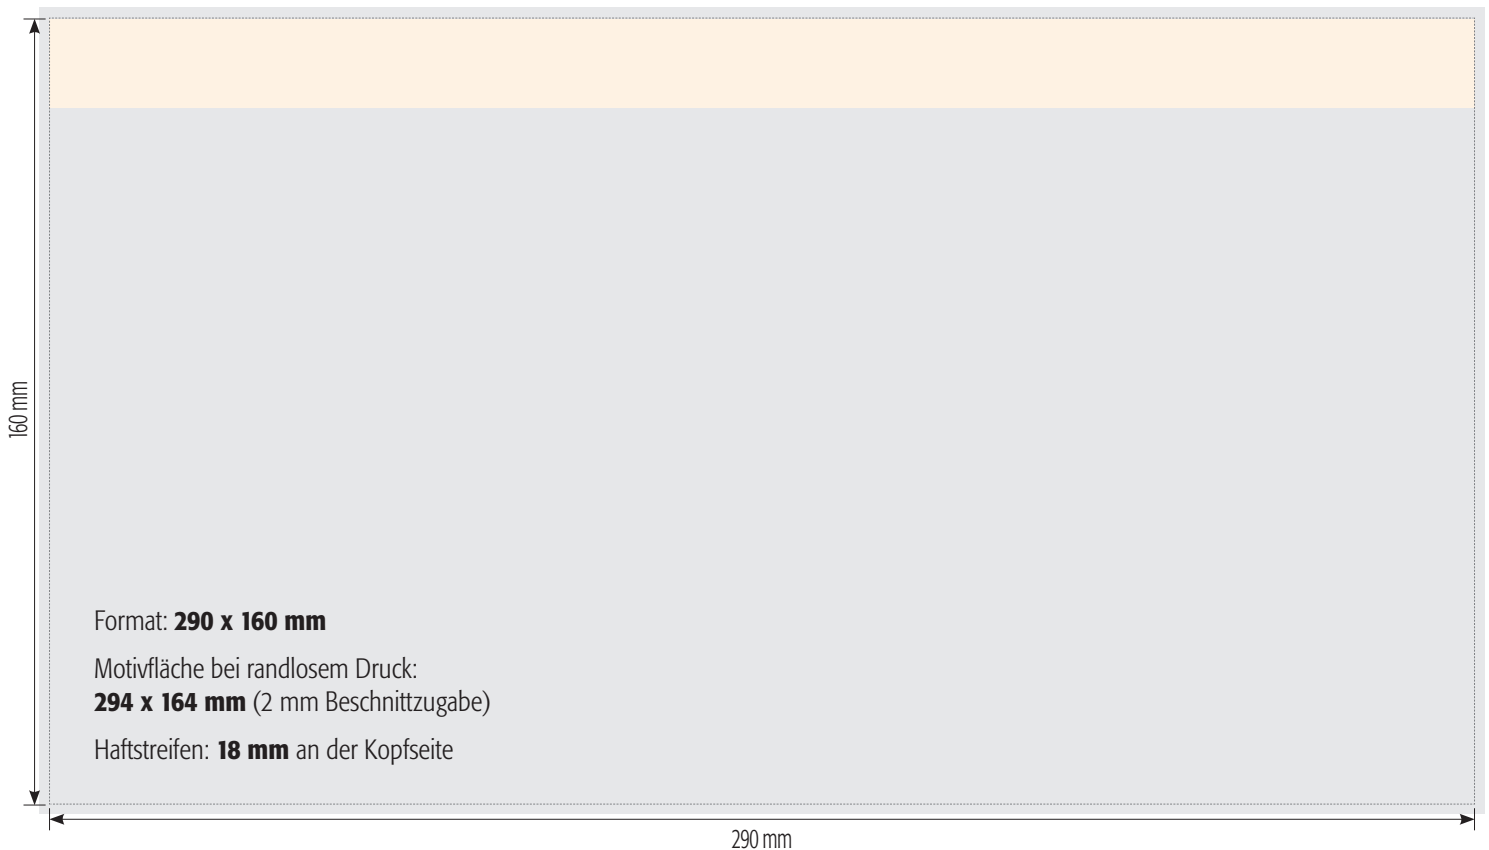 160 mm
Format: 290 x 160 mm
Motivfläche bei randlosem Druck:
294 x 164 mm (2 mm Beschnittzugabe)
Haftstreifen: 18 mm an der Kopfseite
290 mm